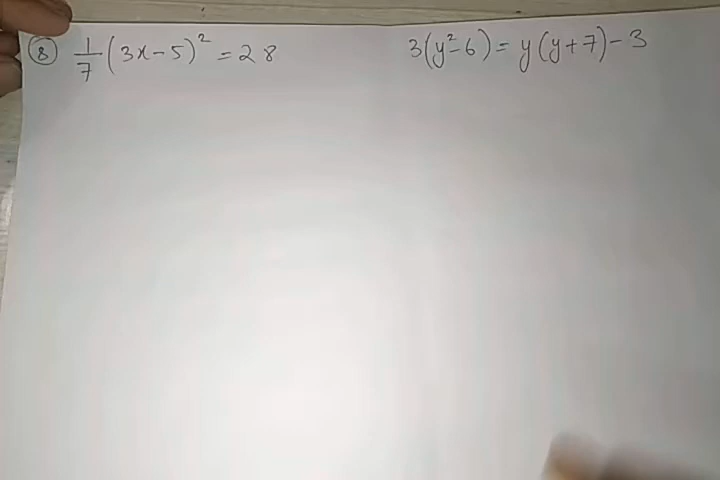 ⑧ 1/7 (3x-5)² = 28
3(y²-6) = y(y+7)-3